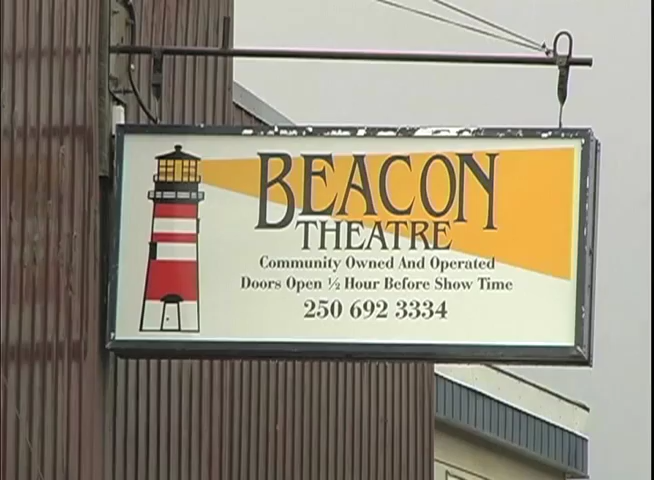 BEACON
THEATRE
Community Owned And Operated
Doors Open ½ Hour Before Show Time
250 692 3334